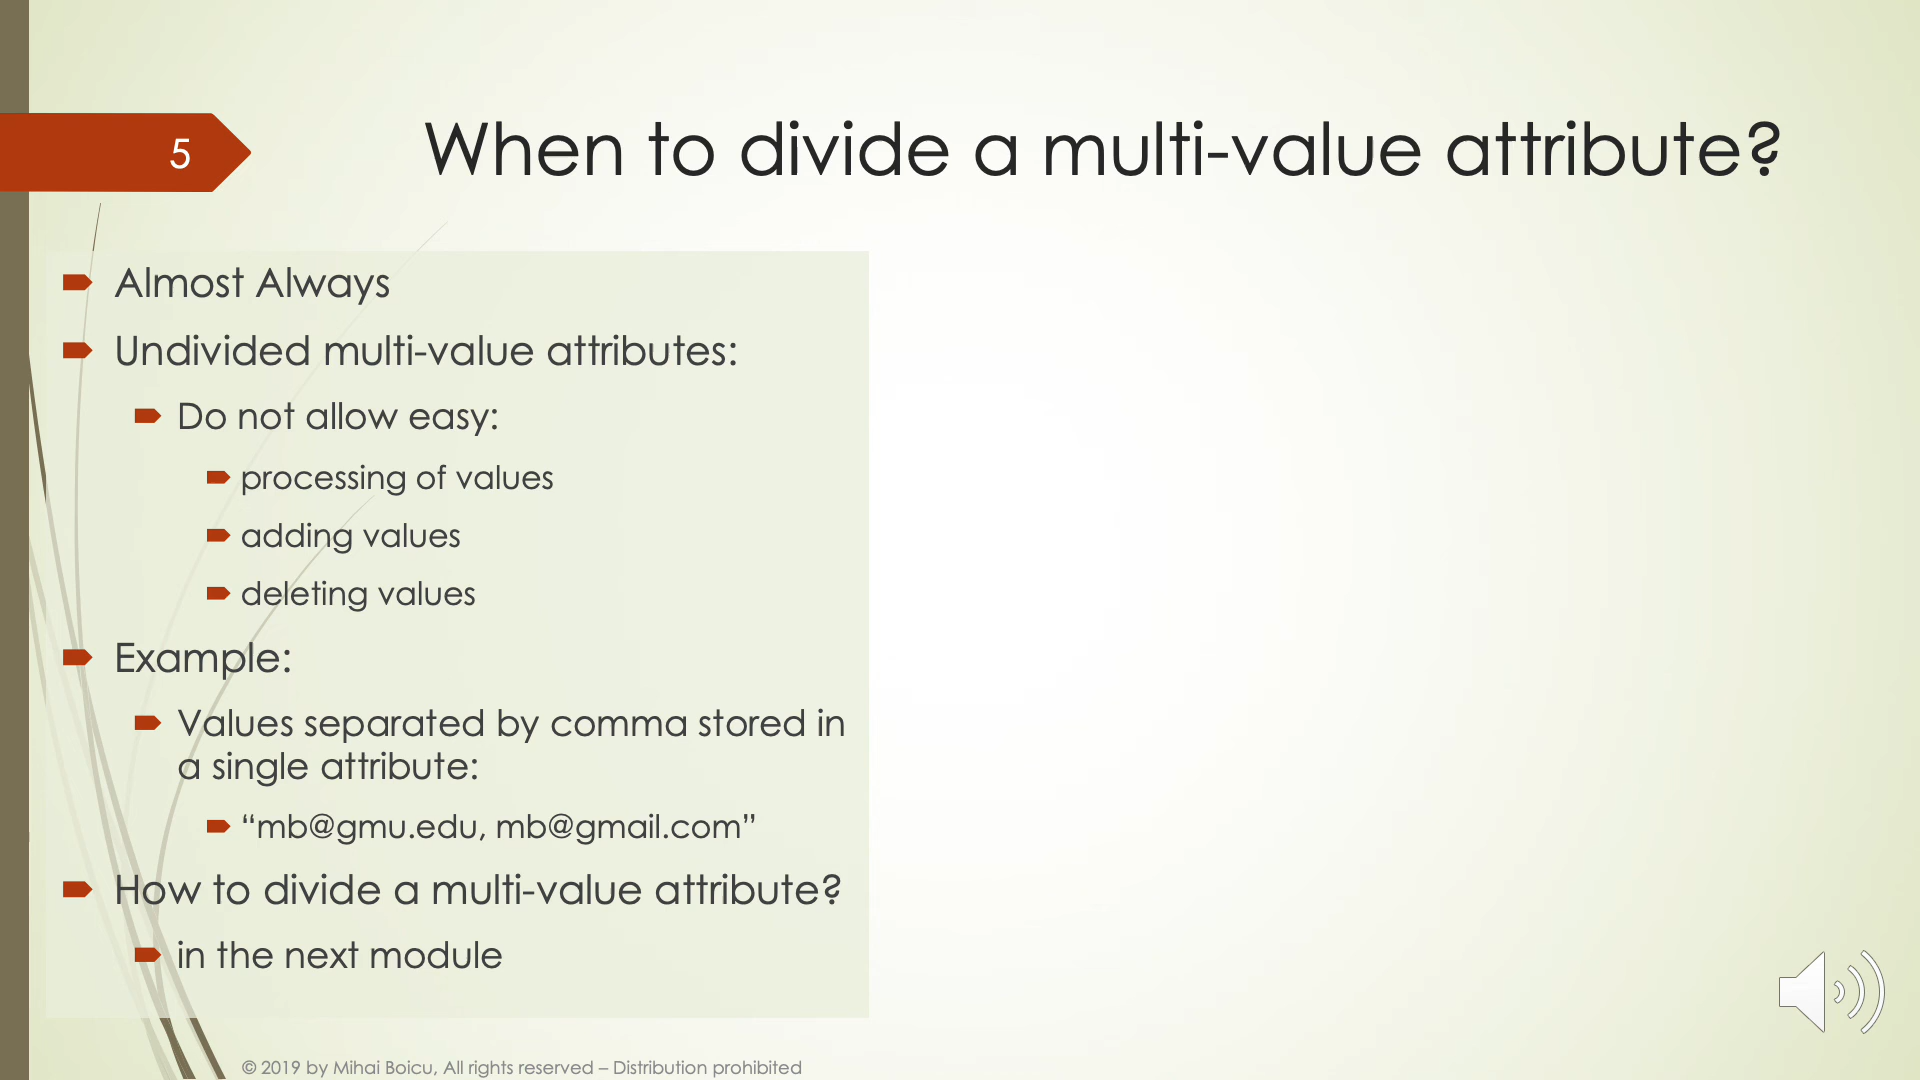 5
When to divide a multi-value attribute?
Almost Always
Undivided multi-value attributes:
Do not allow easy:
processing of values
adding values
deleting values
Example:
Values separated by comma stored in
a single attribute:
“mb@gmu.edu, mb@gmail.com”
How to divide a multi-value attribute?
in the next module
© 2019 by Mihai Boicu, All rights reserved – Distribution prohibited